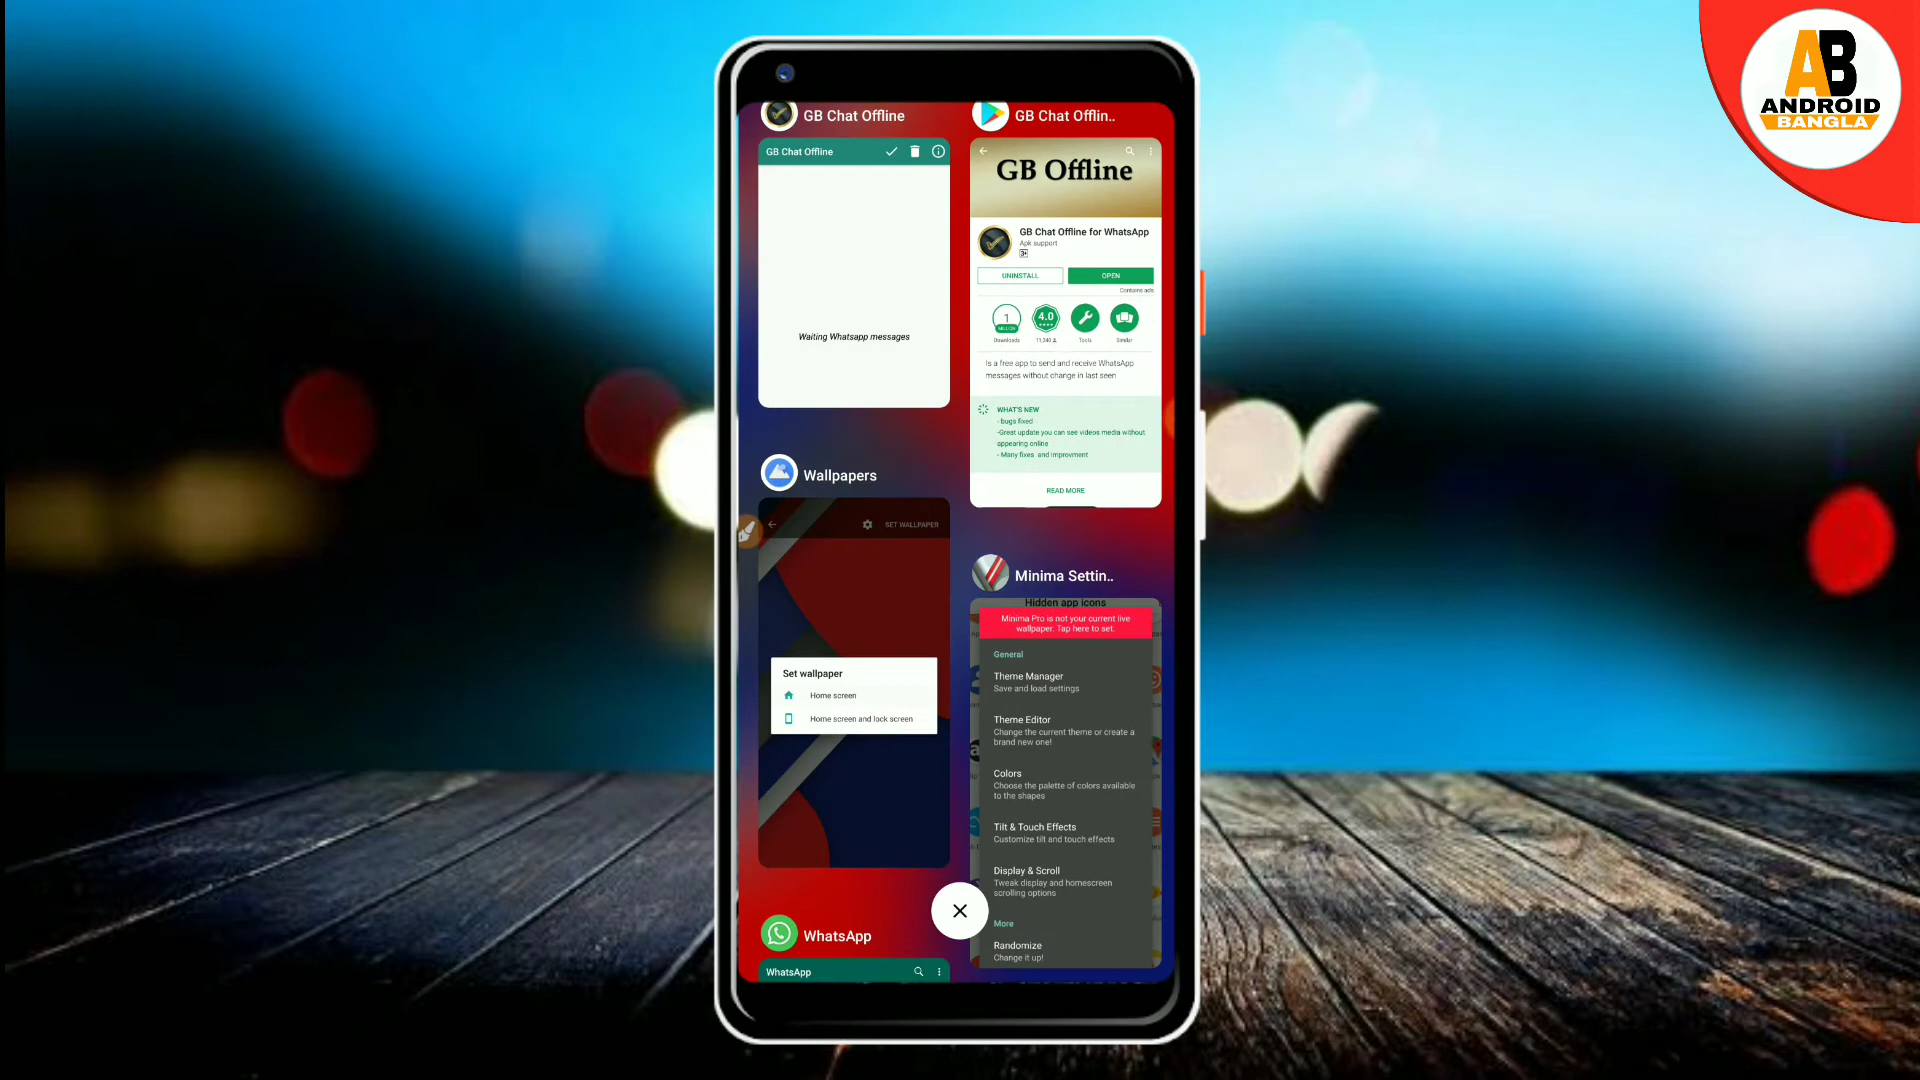 AB
ANDROID
BANGLA
GB Chat Offline
GB Chat Offline
Waiting Whatsapp messages
GB Chat Offlin..
GB Offline
GB Chat Offline for WhatsApp
Apk support
3+
UNINSTALL
OPEN
Contains ads
1
MILLION
4.0
Downloads
11,240
Tools
Similar
Is a free app to send and receive WhatsApp
messages without change in last seen
WHAT'S NEW
- bugs fixed
-Great update you can see videos media without
appearing online
- Many fixes and improvment
READ MORE
Wallpapers
SET WALLPAPER
Set wallpaper
Home screen
Home screen and lock screen
Minima Settin..
Hidden app icons
Minima Pro is not your current live
wallpaper. Tap here to set.
General
Theme Manager
Save and load settings
Theme Editor
Change the current theme or create a
brand new one!
Colors
Choose the palette of colors available
to the shapes
Tilt & Touch Effects
Customize tilt and touch effects
Display & Scroll
Tweak display and homescreen
scrolling options
More
Randomize
Change it up!
WhatsApp
WhatsApp